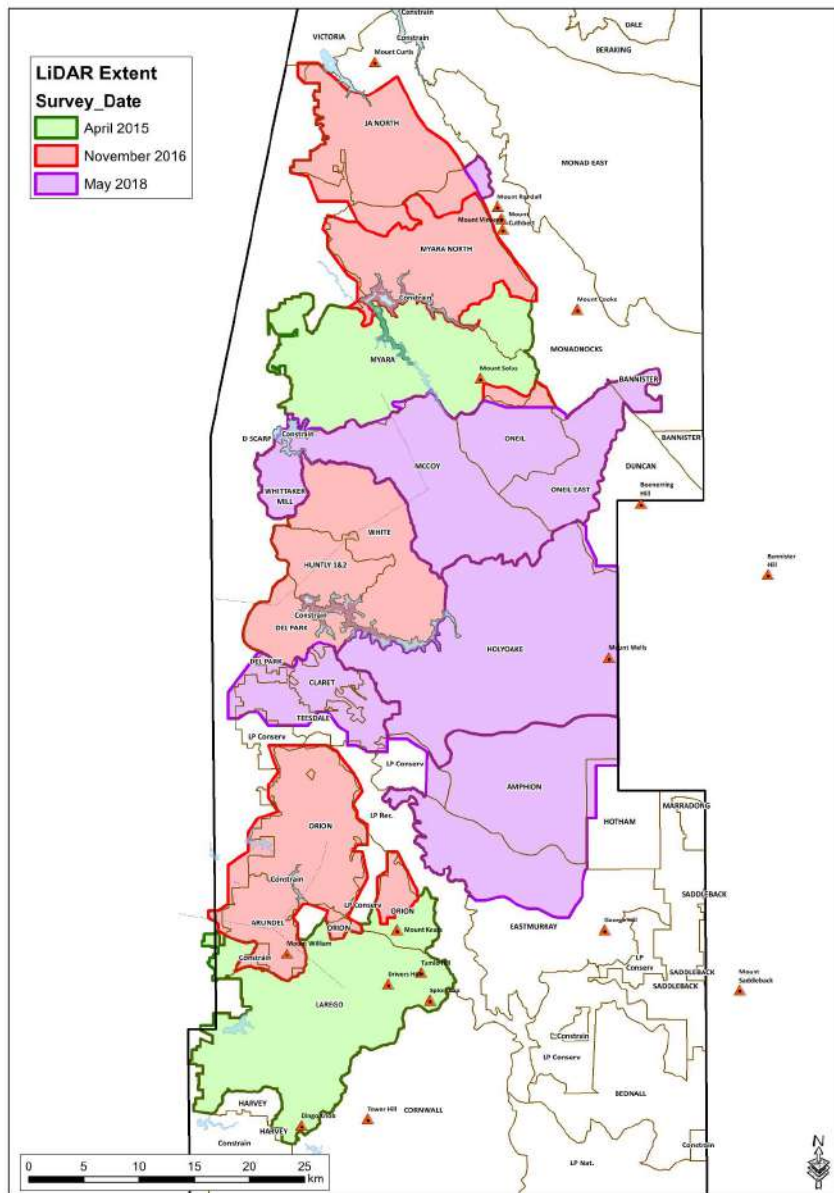 Constrain
VICTORIA
DALE
Constrain
BERAKING
Mount Curtis
LiDAR Extent
Survey_Date
April 2015
November 2016
May 2018
JA NORTH
MONAD EAST
Mount Randall
Mount Vincent
Mount
Cuthbert
MYARA NORTH
Constrain
Mount Cooke
MONADNOCKS
MYARA
Mount Solus
BANNISTER
D SCARP
Constrain
ONEIL
BANNISTER
MCCOY
DUNCAN
WHITTAKER
MILL
ONEIL EAST
Boonerring
Hill
WHITE
HUNTLY 1&2
Bannister
Hill
Constrain
DEL PARK
HOLYOAKE
Mount Wells
DEL PARK
CLARET
TEESDALE
LP Conserv
LP Conserv
AMPHION
MARRADONG
ORION
LP Rec.
HOTHAM
Constrain
SADDLEBACK
LP Conserv
ARUNDEL
ORION
ORION
EASTMURRAY
George Hill
Mount Keats
Mount William
Constrain
LP
Conserv
SADDLEBACK
SADDLEBACK
Mount
Saddleback
Drivers Hill
LAREGO
Constrain
LP Conserv
BEDNALL
HARVEY
Tower Hill
CORNWALL
HARVEY
Constrain
Constrain
LP Nat.
N
0 5 10 15 20 25
km